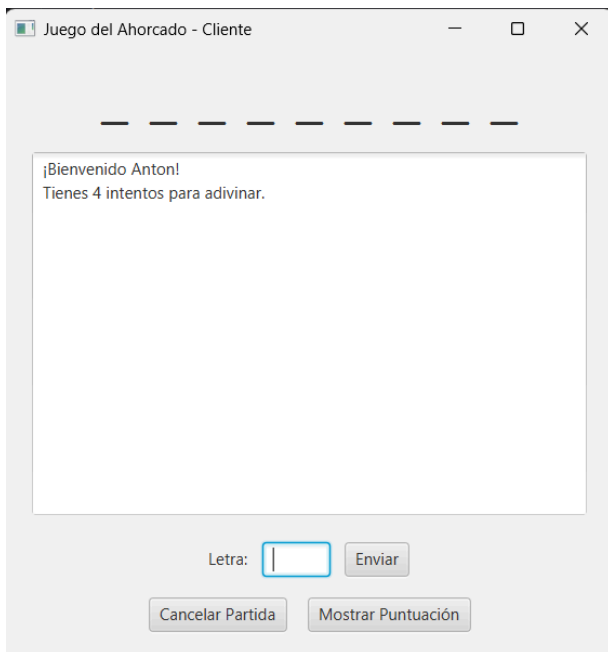 Juego del Ahorcado - Cliente
_ _ _ _ _ _ _ _ _
¡Bienvenido Anton!
Tienes 4 intentos para adivinar.
Letra: Enviar
Cancelar Partida Mostrar Puntuación